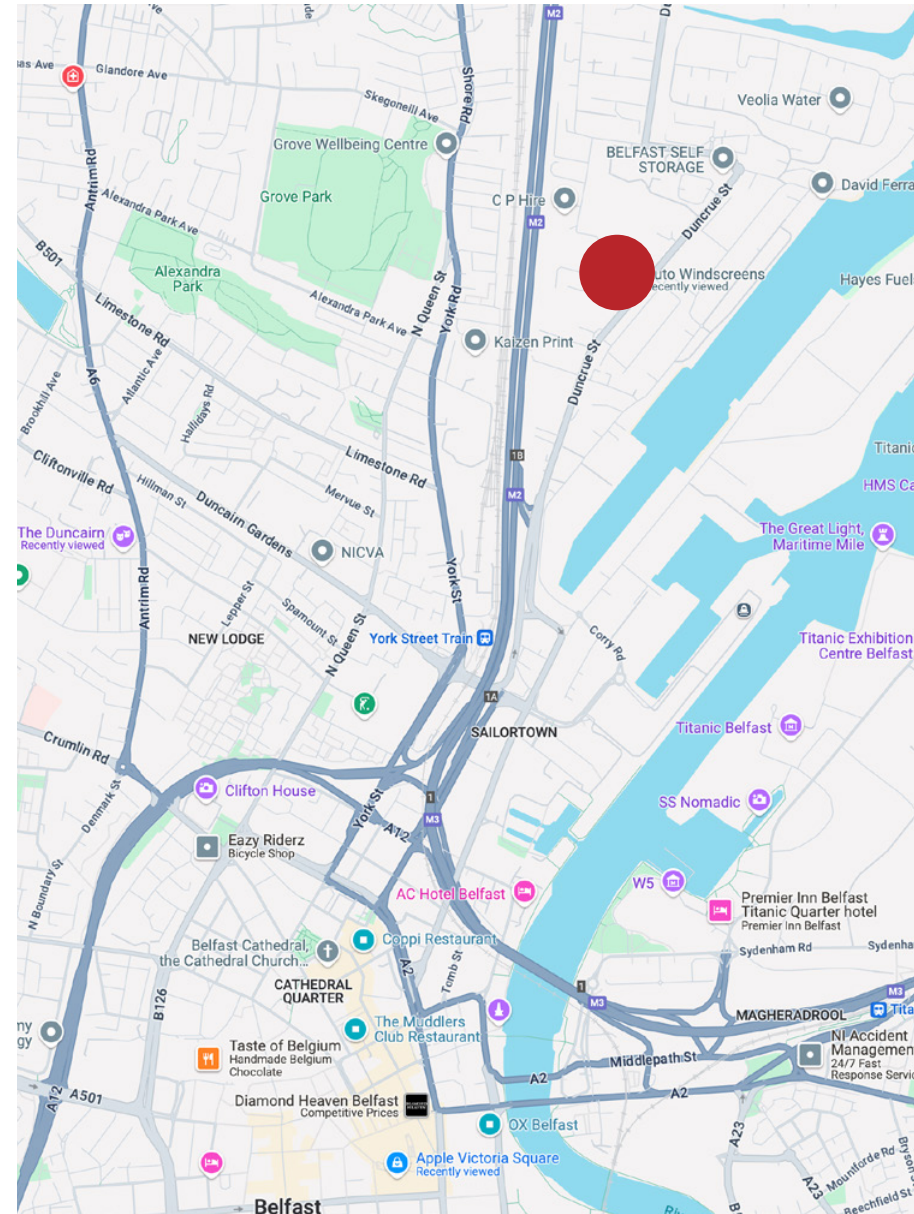 M2
Glandore Ave
Skegoneill Ave
Shore Rd
Veolia Water
Grove Wellbeing Centre
BELFAST SELF
STORAGE
Antrim Rd
Grove Park
C P Hire
David Ferra
Duncrue St
Alexandra Park Ave
M2
B501
Alexandra
Park
uto Windscreens
ecently viewed
Hayes Fuel
Limestone Rd
Alexandra Park Ave
N Queen St
York Rd
Kaizen Print
Duncrue St
Brookhill Ave
A6
Atlantic Ave
Hallidays Rd
Titanic
1B
Cliftonville Rd
Limestone Rd
M2
HMS Ca
Hillman St
Mervue St
Duncairn Gardens
The Duncairn
Recently viewed
The Great Light,
Maritime Mile
NICVA
York St
Antrim Rd
Lepper St
Spamount St
NEW LODGE
N Queen St
York Street Train
Corry Rd
Titanic Exhibition
Centre Belfast
1A
SAILORTOWN
Titanic Belfast
Crumlin Rd
Denmark St
Clifton House
1
SS Nomadic
York St
A12
M3
Eazy Riderz
Bicycle Shop
N Boundary St
AC Hotel Belfast
W5
Premier Inn Belfast
Titanic Quarter hotel
Premier Inn Belfast
Belfast Cathedral,
the Cathedral Church...
Coppi Restaurant
Sydenham Rd
Sydenha
CATHEDRAL
QUARTER
A2
Tomb St
1
M3
M3
B126
MAGHERADROOL
Tita
my
gy
The Muddlers
Club Restaurant
Taste of Belgium
Handmade Belgium
Chocolate
Middlepath St
NI Accident
Management
24/7 Fast
Response Servic
A12
A501
A2
A2
Diamond Heaven Belfast
Competitive Prices
OX Belfast
A23
Apple Victoria Square
Recently viewed
Mountforde Rd
Bryson
A23
Beechfield St
Belfast